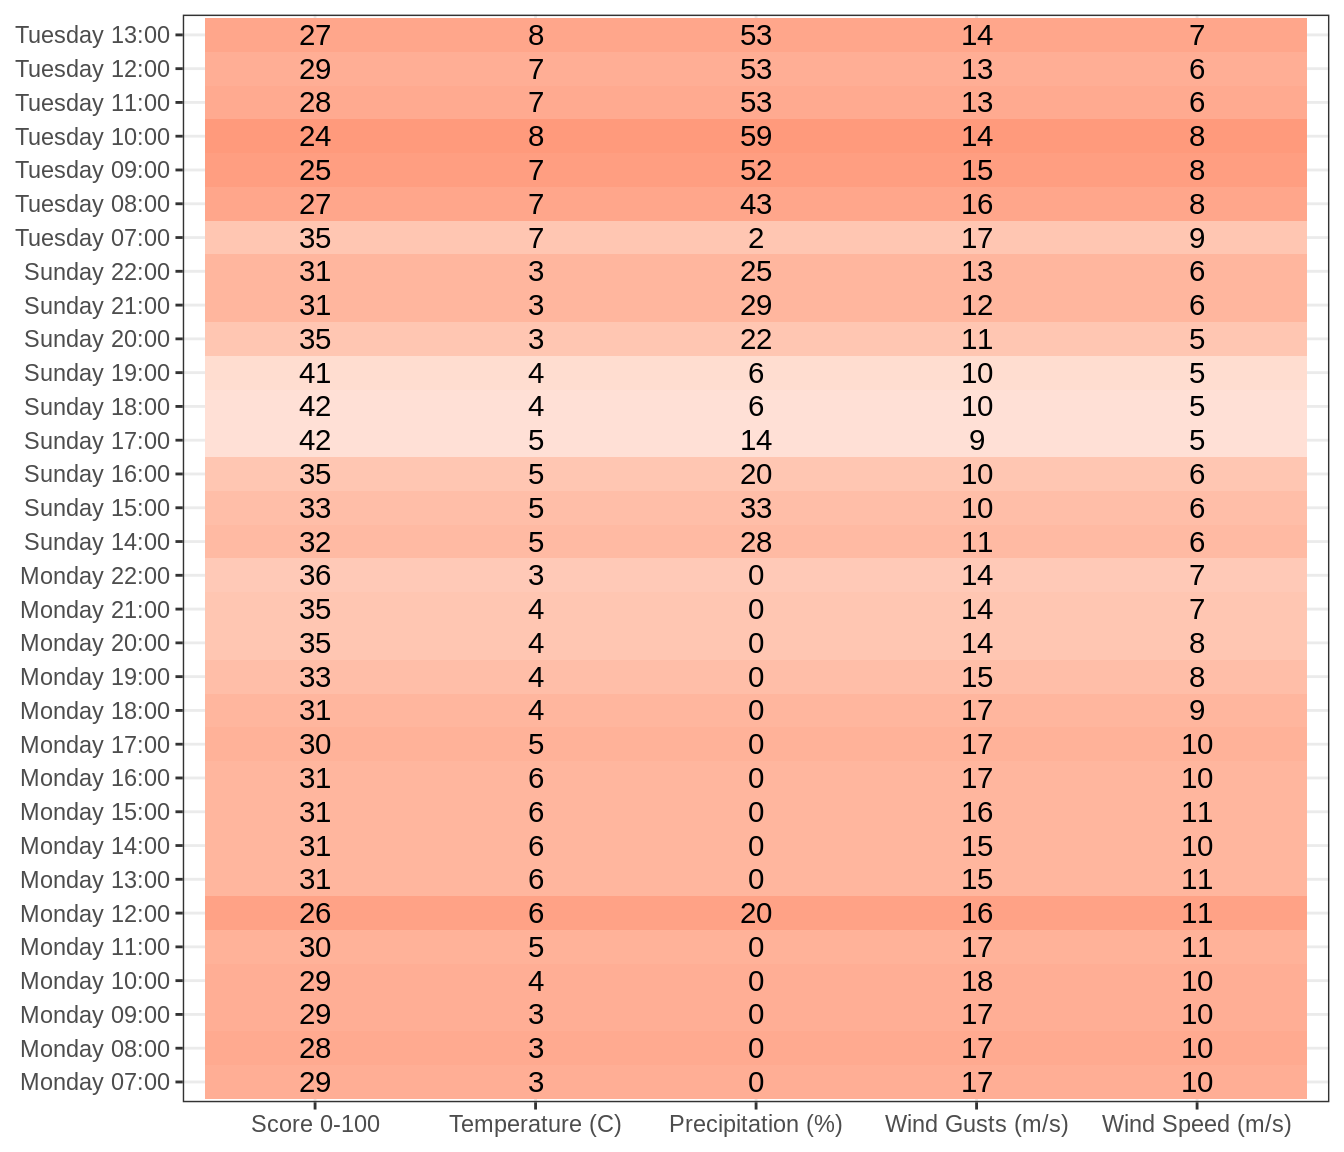 Tuesday 13:00 27 8 53 14 7
Tuesday 12:00 29 7 53 13 6
Tuesday 11:00 28 7 53 13 6
Tuesday 10:00 24 8 59 14 8
Tuesday 09:00 25 7 52 15 8
Tuesday 08:00 27 7 43 16 8
Tuesday 07:00 35 7 2 17 9
Sunday 22:00 31 3 25 13 6
Sunday 21:00 31 3 29 12 6
Sunday 20:00 35 3 22 11 5
Sunday 19:00 41 4 6 10 5
Sunday 18:00 42 4 6 10 5
Sunday 17:00 42 5 14 9 5
Sunday 16:00 35 5 20 10 6
Sunday 15:00 33 5 33 10 6
Sunday 14:00 32 5 28 11 6
Monday 22:00 36 3 0 14 7
Monday 21:00 35 4 0 14 7
Monday 20:00 35 4 0 14 8
Monday 19:00 33 4 0 15 8
Monday 18:00 31 4 0 17 9
Monday 17:00 30 5 0 17 10
Monday 16:00 31 6 0 17 10
Monday 15:00 31 6 0 16 11
Monday 14:00 31 6 0 15 10
Monday 13:00 31 6 0 15 11
Monday 12:00 26 6 20 16 11
Monday 11:00 30 5 0 17 11
Monday 10:00 29 4 0 18 10
Monday 09:00 29 3 0 17 10
Monday 08:00 28 3 0 17 10
Monday 07:00 29 3 0 17 10
Score 0-100 Temperature (C) Precipitation (%) Wind Gusts (m/s) Wind Speed (m/s)